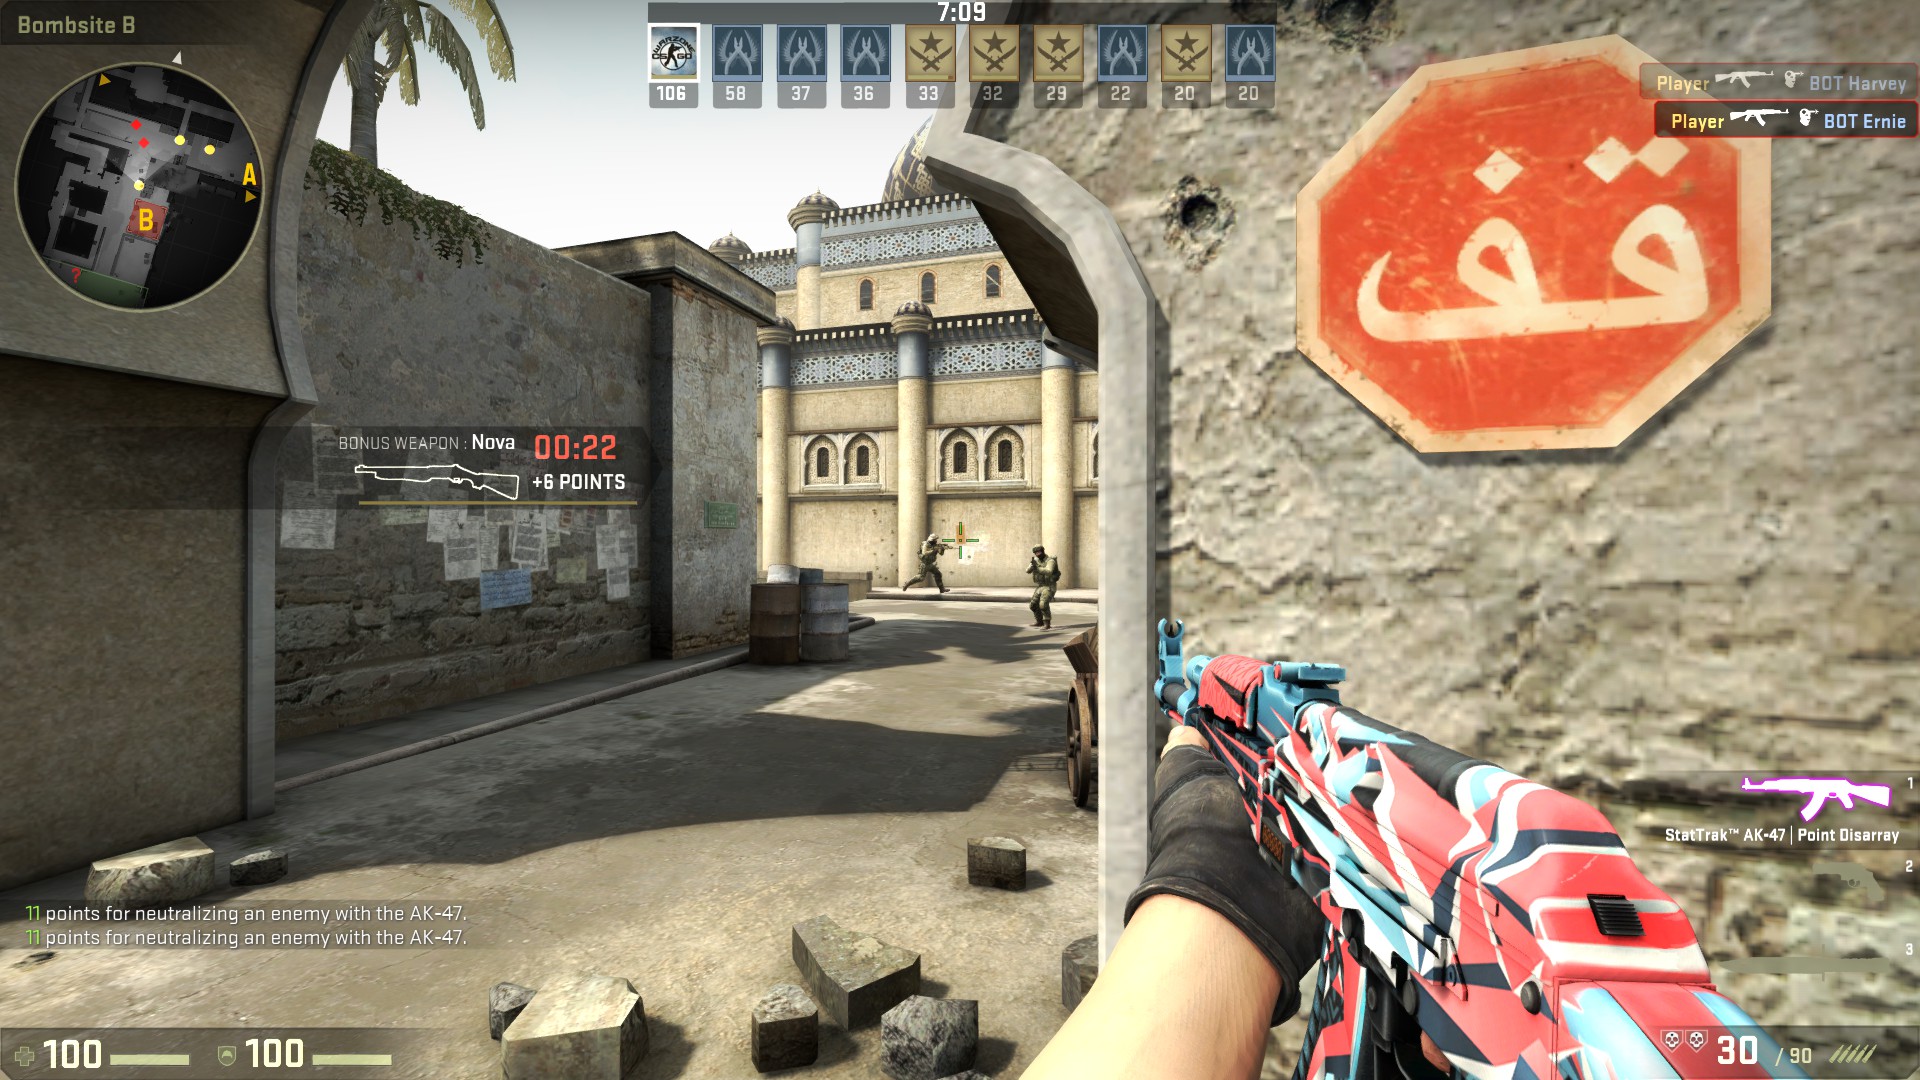 Bombsite B
7:09
106 58 37 36 33 32 29 22 20 20
Player BOT Harvey
Player BOT Ernie
A
B
?
قف
BONUS WEAPON : Nova 00:22
+6 POINTS
1
StatTrak™ AK-47 | Point Disarray
2
3
11 points for neutralizing an enemy with the AK-47.
11 points for neutralizing an enemy with the AK-47.
100 100
30 / 90